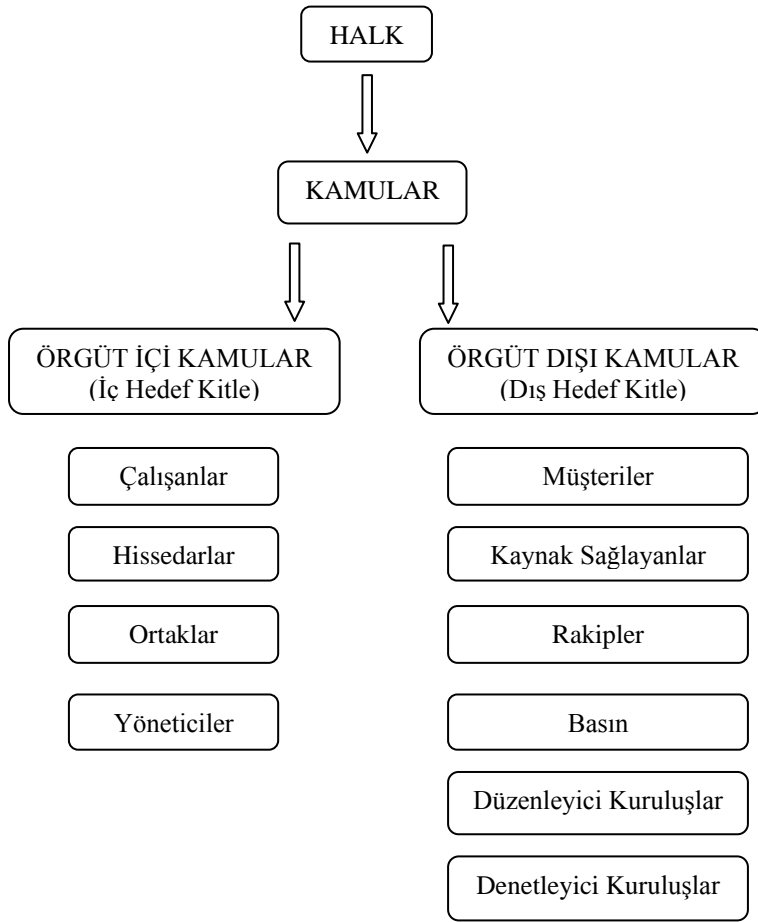 HALK
KAMULAR
ÖRGÜT İÇİ KAMULAR
(İç Hedef Kitle)
Çalışanlar
Hissedarlar
Ortaklar
Yöneticiler
ÖRGÜT DIŞI KAMULAR
(Dış Hedef Kitle)
Müşteriler
Kaynak Sağlayanlar
Rakipler
Basın
Düzenleyici Kuruluşlar
Denetleyici Kuruluşlar